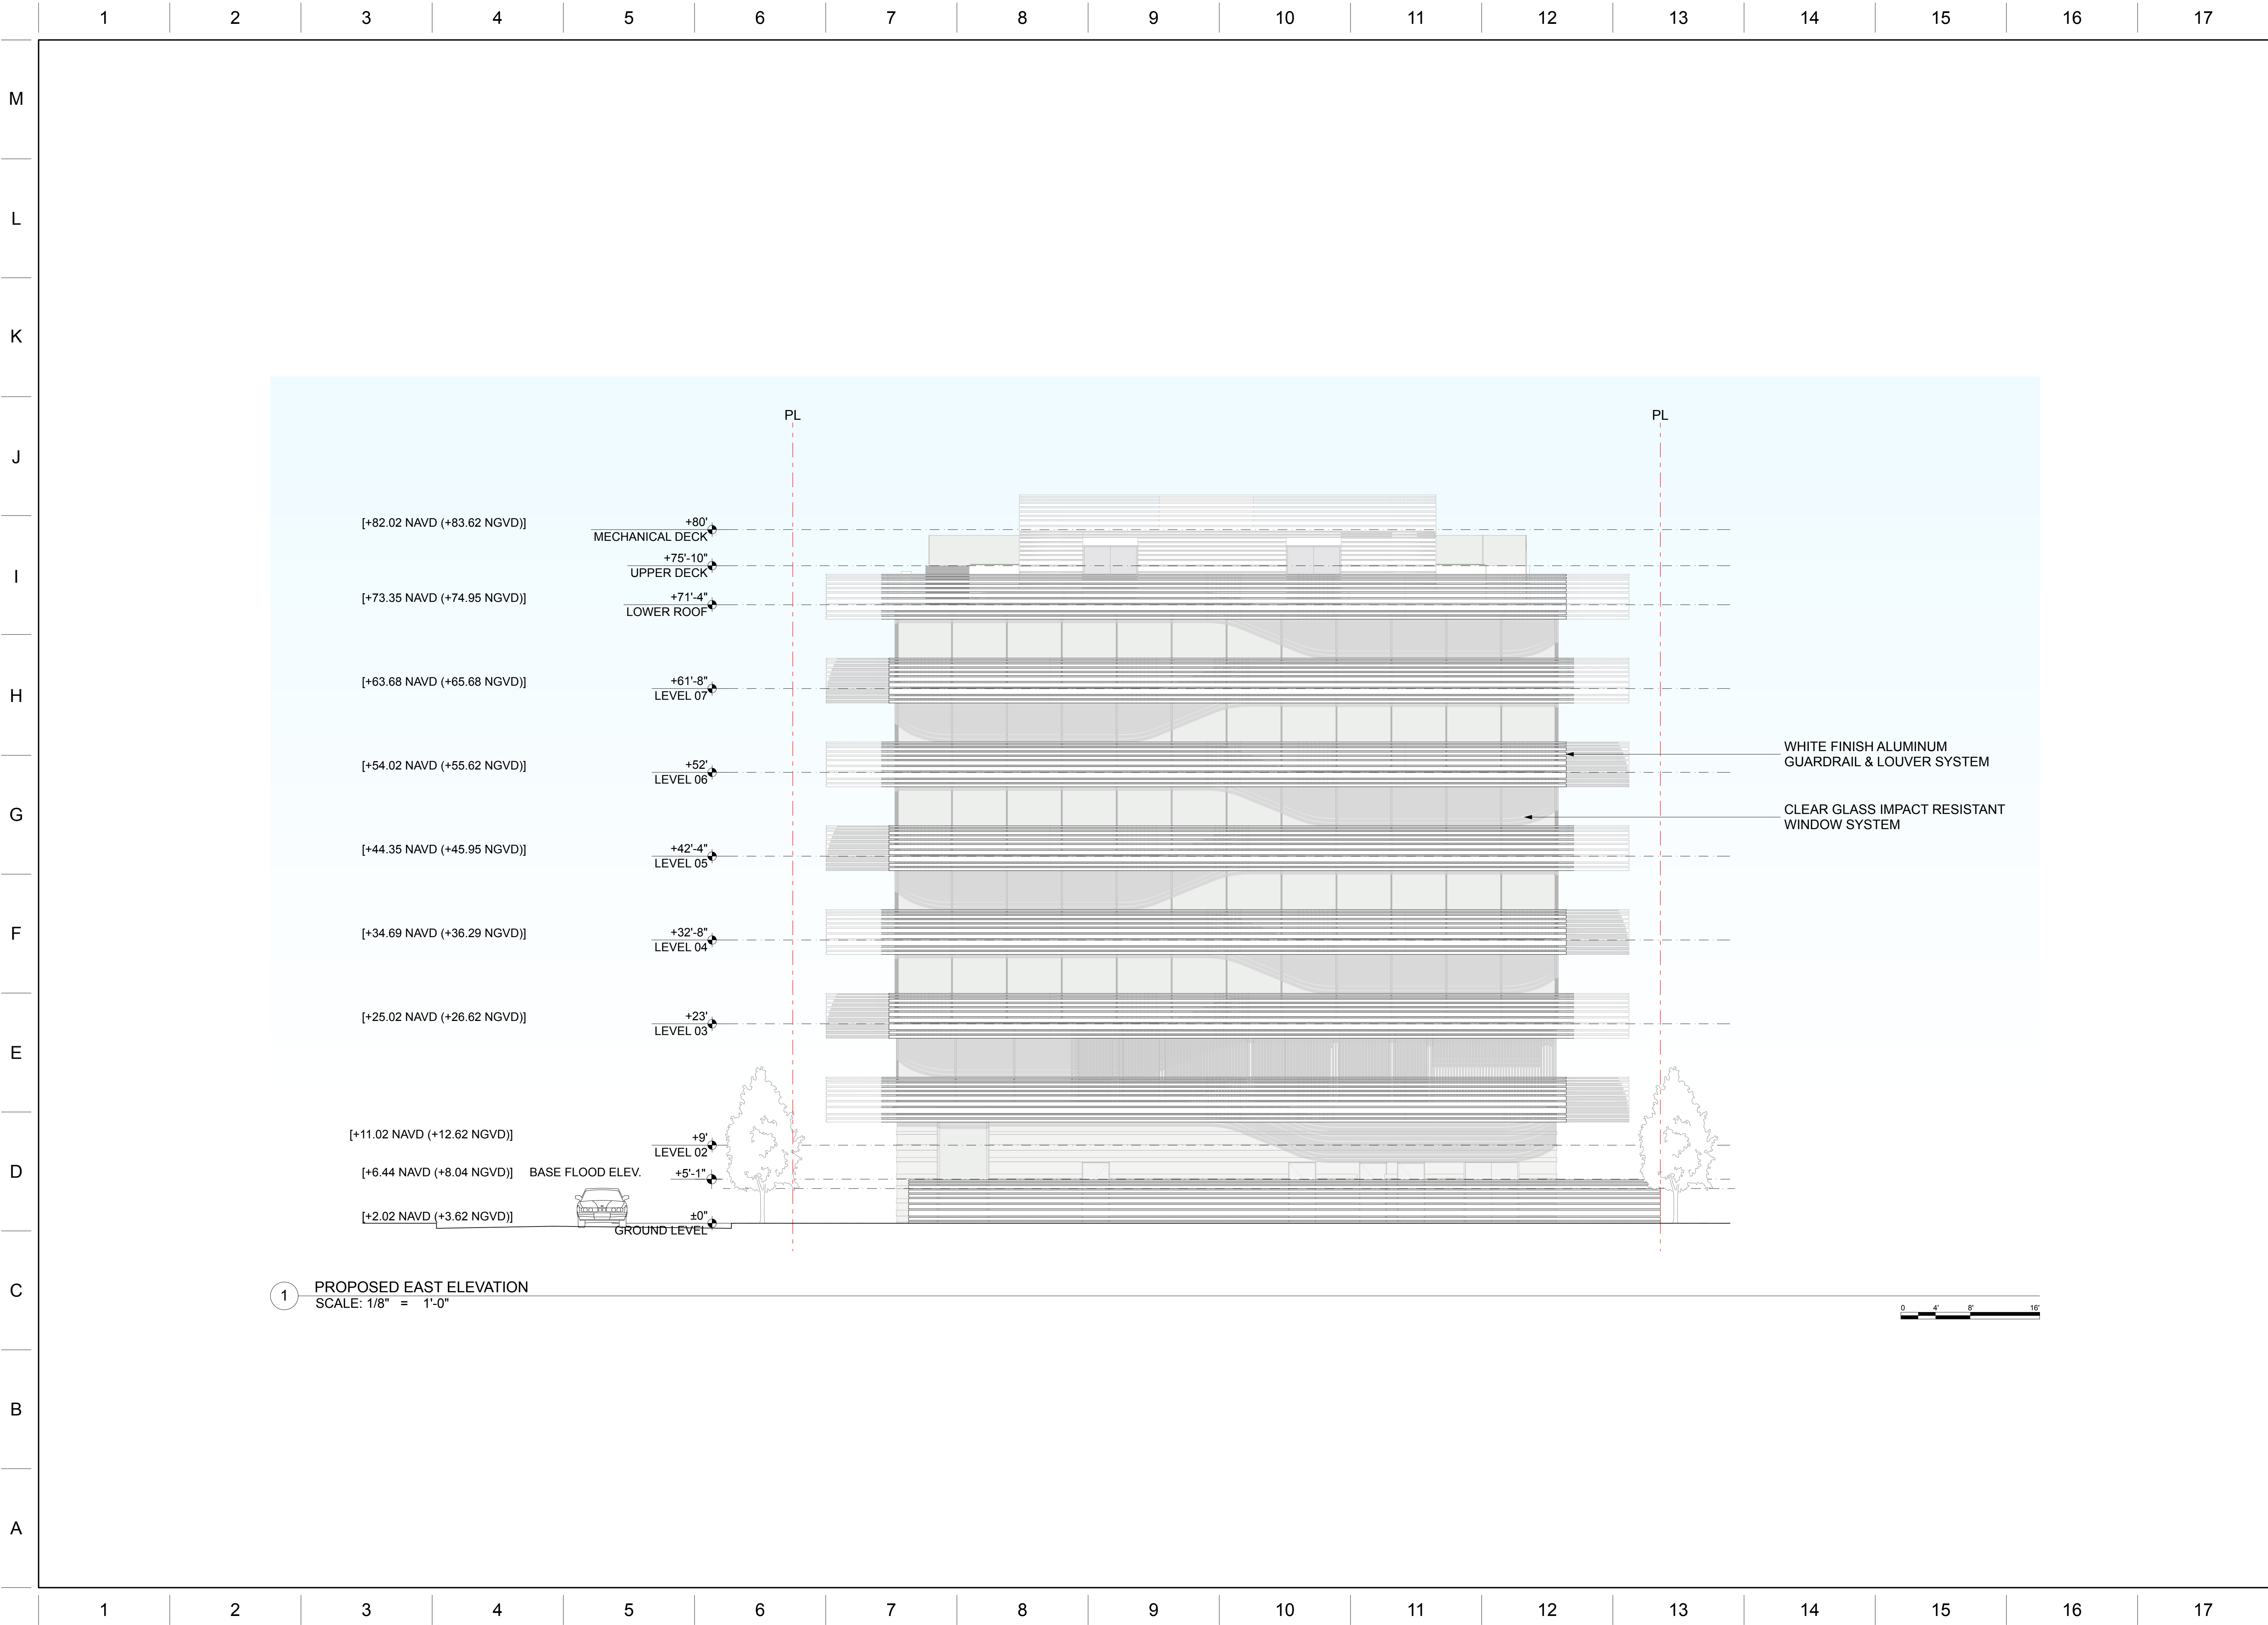 1 2 3 4 5 6 7 8 9 10 11 12 13 14 15 16 17
M
L
K
J
I
H
G
F
E
D
C
B
A
PL PL
[+82.02 NAVD (+83.62 NGVD)] +80'
MECHANICAL DECK
+75'-10"
UPPER DECK
[+73.35 NAVD (+74.95 NGVD)] +71'-4"
LOWER ROOF
[+63.68 NAVD (+65.68 NGVD)] +61'-8"
LEVEL 07
[+54.02 NAVD (+55.62 NGVD)] +52'
LEVEL 06
[+44.35 NAVD (+45.95 NGVD)] +42'-4"
LEVEL 05
[+34.69 NAVD (+36.29 NGVD)] +32'-8"
LEVEL 04
[+25.02 NAVD (+26.62 NGVD)] +23'
LEVEL 03
[+11.02 NAVD (+12.62 NGVD)] +9'
LEVEL 02
[+6.44 NAVD (+8.04 NGVD)] BASE FLOOD ELEV. +5'-1"
[+2.02 NAVD (+3.62 NGVD)] ±0"
GROUND LEVEL
WHITE FINISH ALUMINUM
GUARDRAIL & LOUVER SYSTEM
CLEAR GLASS IMPACT RESISTANT
WINDOW SYSTEM
1 PROPOSED EAST ELEVATION
SCALE: 1/8" = 1'-0"
0 4' 8' 16'
1 2 3 4 5 6 7 8 9 10 11 12 13 14 15 16 17